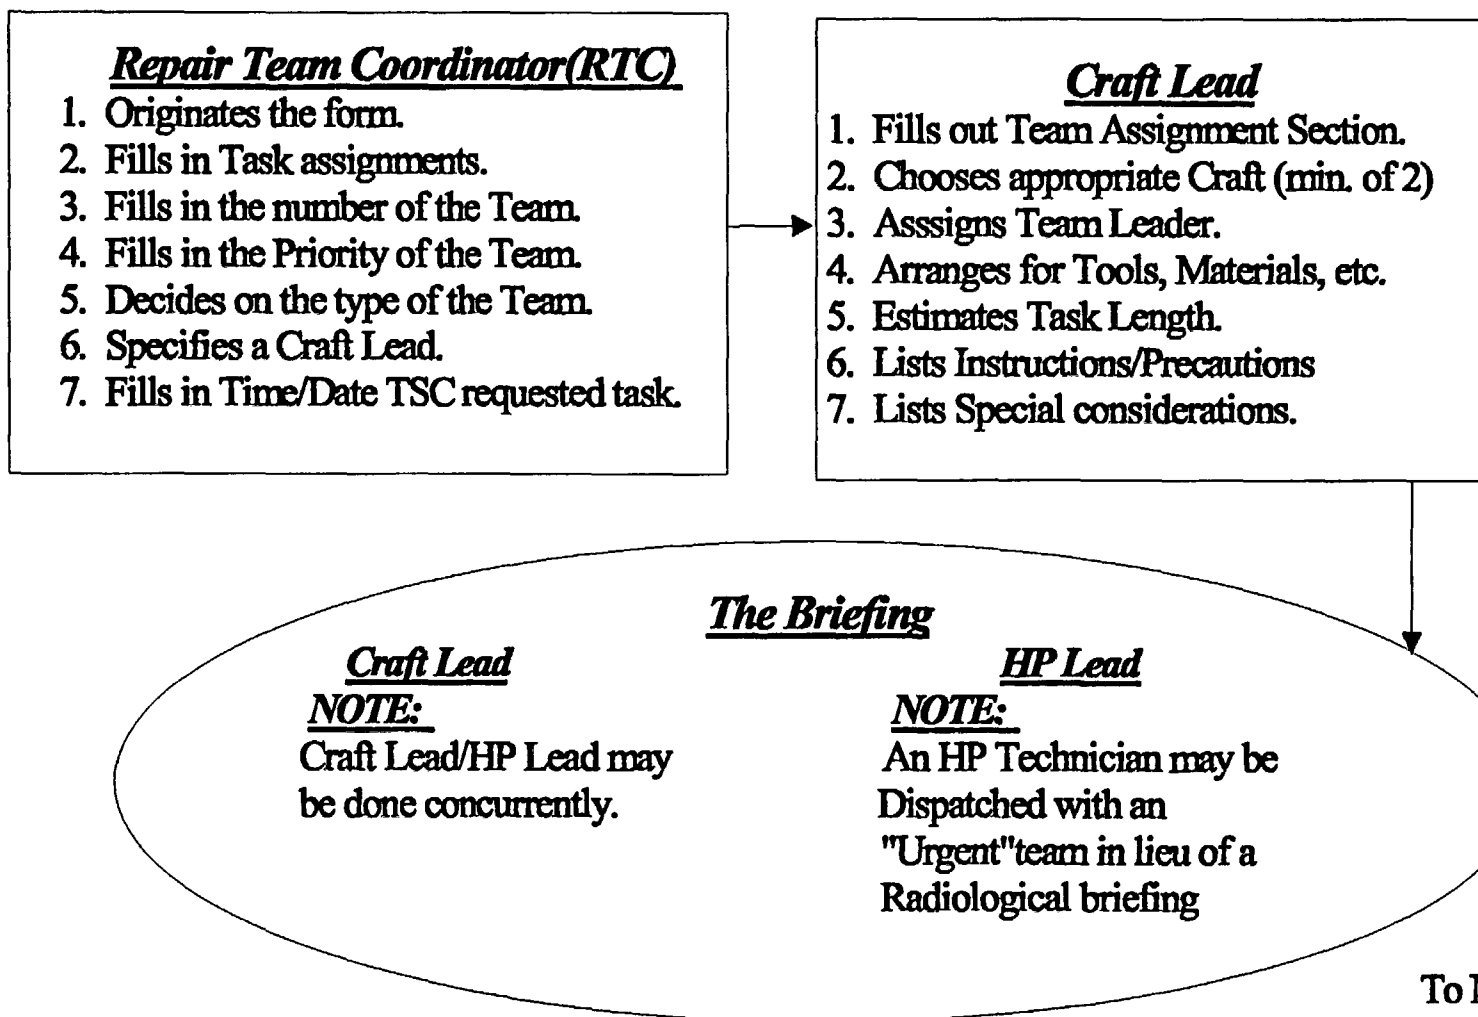 Repair Team Coordinator(RTC)
1. Originates the form.
2. Fills in Task assignments.
3. Fills in the number of the Team.
4. Fills in the Priority of the Team.
5. Decides on the type of the Team.
6. Specifies a Craft Lead.
7. Fills in Time/Date TSC requested task.
Craft Lead
1. Fills out Team Assignment Section.
2. Chooses appropriate Craft (min. of 2)
3. Asssigns Team Leader.
4. Arranges for Tools, Materials, etc.
5. Estimates Task Length.
6. Lists Instructions/Precautions
7. Lists Special considerations.
The Briefing
Craft Lead
NOTE:
Craft Lead/HP Lead may
be done concurrently.
HP Lead
NOTE:
An HP Technician may be
Dispatched with an
"Urgent"team in lieu of a
Radiological briefing
To